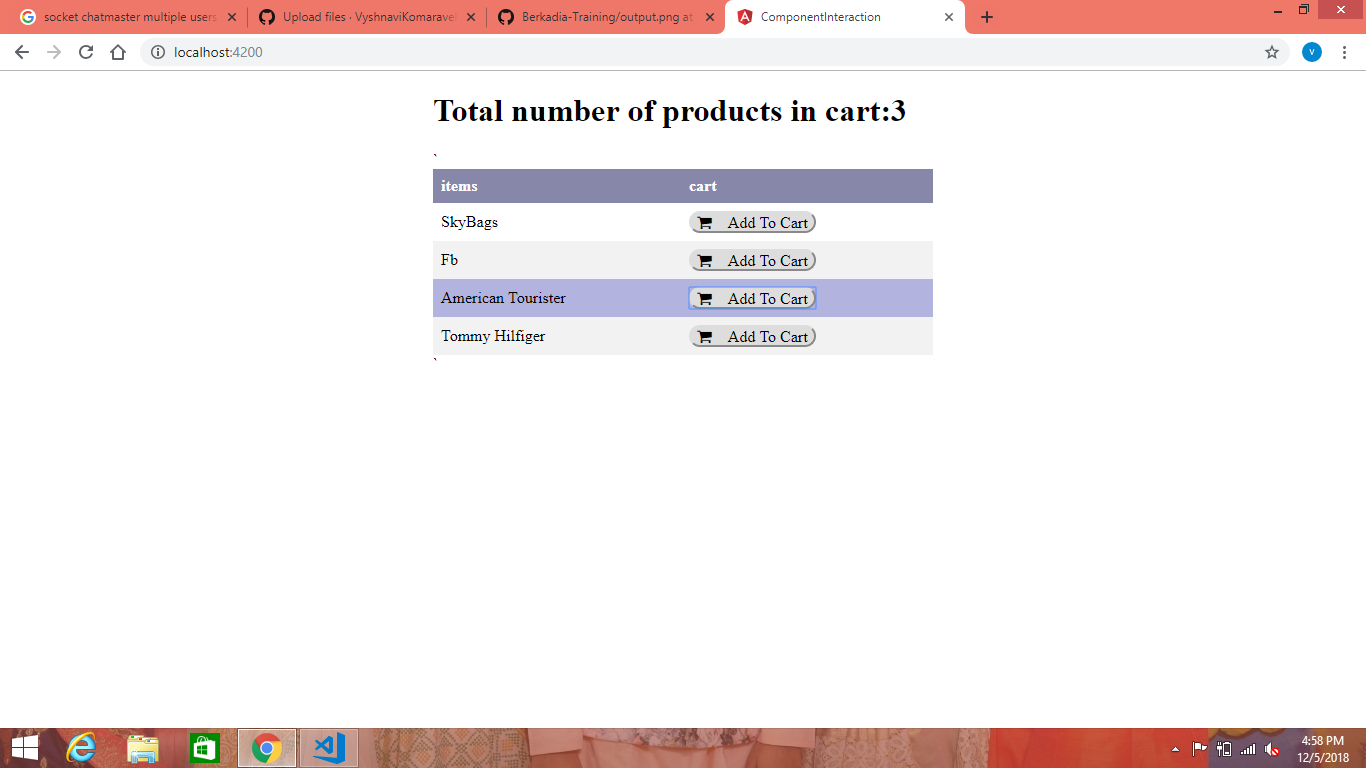 socket chatmaster multiple users
Upload files · VyshnaviKomaravel
Berkadia-Training/output.png at
ComponentInteraction
localhost:4200
v
Total number of products in cart:3
`
items cart
SkyBags Add To Cart
Fb Add To Cart
American Tourister Add To Cart
Tommy Hilfiger Add To Cart
`
4:58 PM
12/5/2018